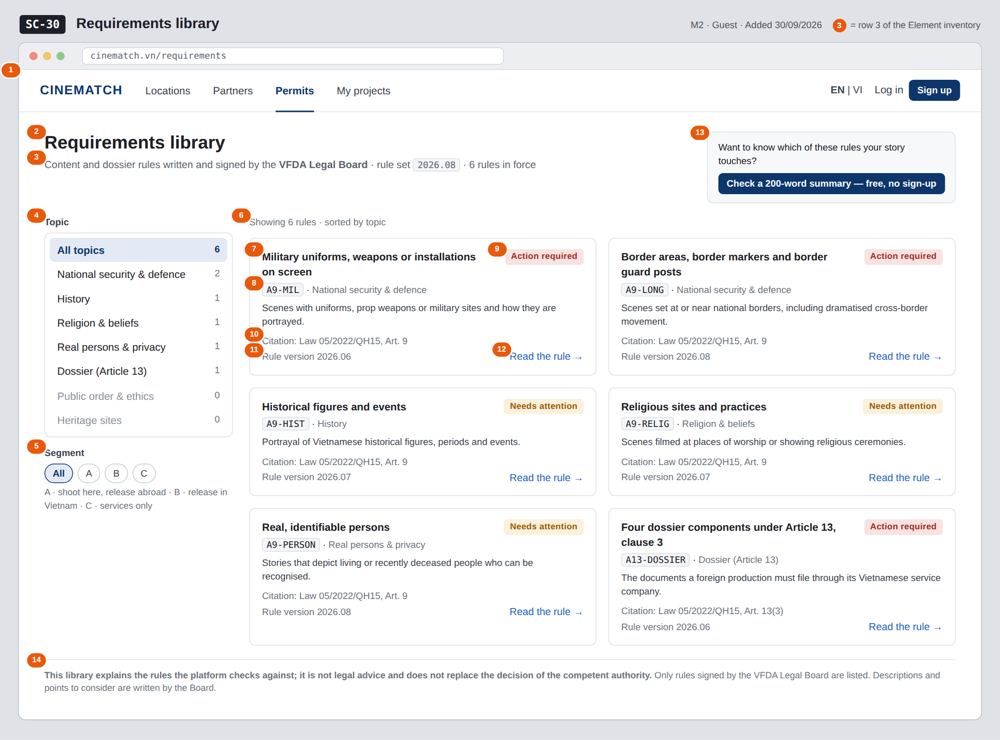 SC-30 Requirements library
M2 · Guest · Added 30/09/2026 3 = row 3 of the Element inventory
cinematch.vn/requirements
1
CINEMATCH Locations Partners Permits My projects EN | VI Log in Sign up
2
Requirements library
3
Content and dossier rules written and signed by the VFDA Legal Board · rule set 2026.08 · 6 rules in force
13
Want to know which of these rules your story
touches?
Check a 200-word summary — free, no sign-up
4
Topic
All topics 6
National security & defence 2
History 1
Religion & beliefs 1
Real persons & privacy 1
Dossier (Article 13) 1
Public order & ethics 0
Heritage sites 0
5
Segment
All A B C
A · shoot here, release abroad · B · release in
Vietnam · C · services only
6
Showing 6 rules · sorted by topic
7
Military uniforms, weapons or installations
on screen
9
Action required
8
A9-MIL · National security & defence
Scenes with uniforms, prop weapons or military sites and how they are
portrayed.
10
Citation: Law 05/2022/QH15, Art. 9
11
Rule version 2026.06
12
Read the rule →
Border areas, border markers and border
guard posts
Action required
A9-LONG · National security & defence
Scenes set at or near national borders, including dramatised cross-border
movement.
Citation: Law 05/2022/QH15, Art. 9
Rule version 2026.08
Read the rule →
Historical figures and events
Needs attention
A9-HIST · History
Portrayal of Vietnamese historical figures, periods and events.
Citation: Law 05/2022/QH15, Art. 9
Rule version 2026.07
Read the rule →
Religious sites and practices
Needs attention
A9-RELIG · Religion & beliefs
Scenes filmed at places of worship or showing religious ceremonies.
Citation: Law 05/2022/QH15, Art. 9
Rule version 2026.07
Read the rule →
Real, identifiable persons
Needs attention
A9-PERSON · Real persons & privacy
Stories that depict living or recently deceased people who can be
recognised.
Citation: Law 05/2022/QH15, Art. 9
Rule version 2026.08
Read the rule →
Four dossier components under Article 13,
clause 3
Action required
A13-DOSSIER · Dossier (Article 13)
The documents a foreign production must file through its Vietnamese service
company.
Citation: Law 05/2022/QH15, Art. 13(3)
Rule version 2026.06
Read the rule →
14
This library explains the rules the platform checks against; it is not legal advice and does not replace the decision of the competent authority. Only rules signed by the VFDA Legal Board are listed. Descriptions and
points to consider are written by the Board.